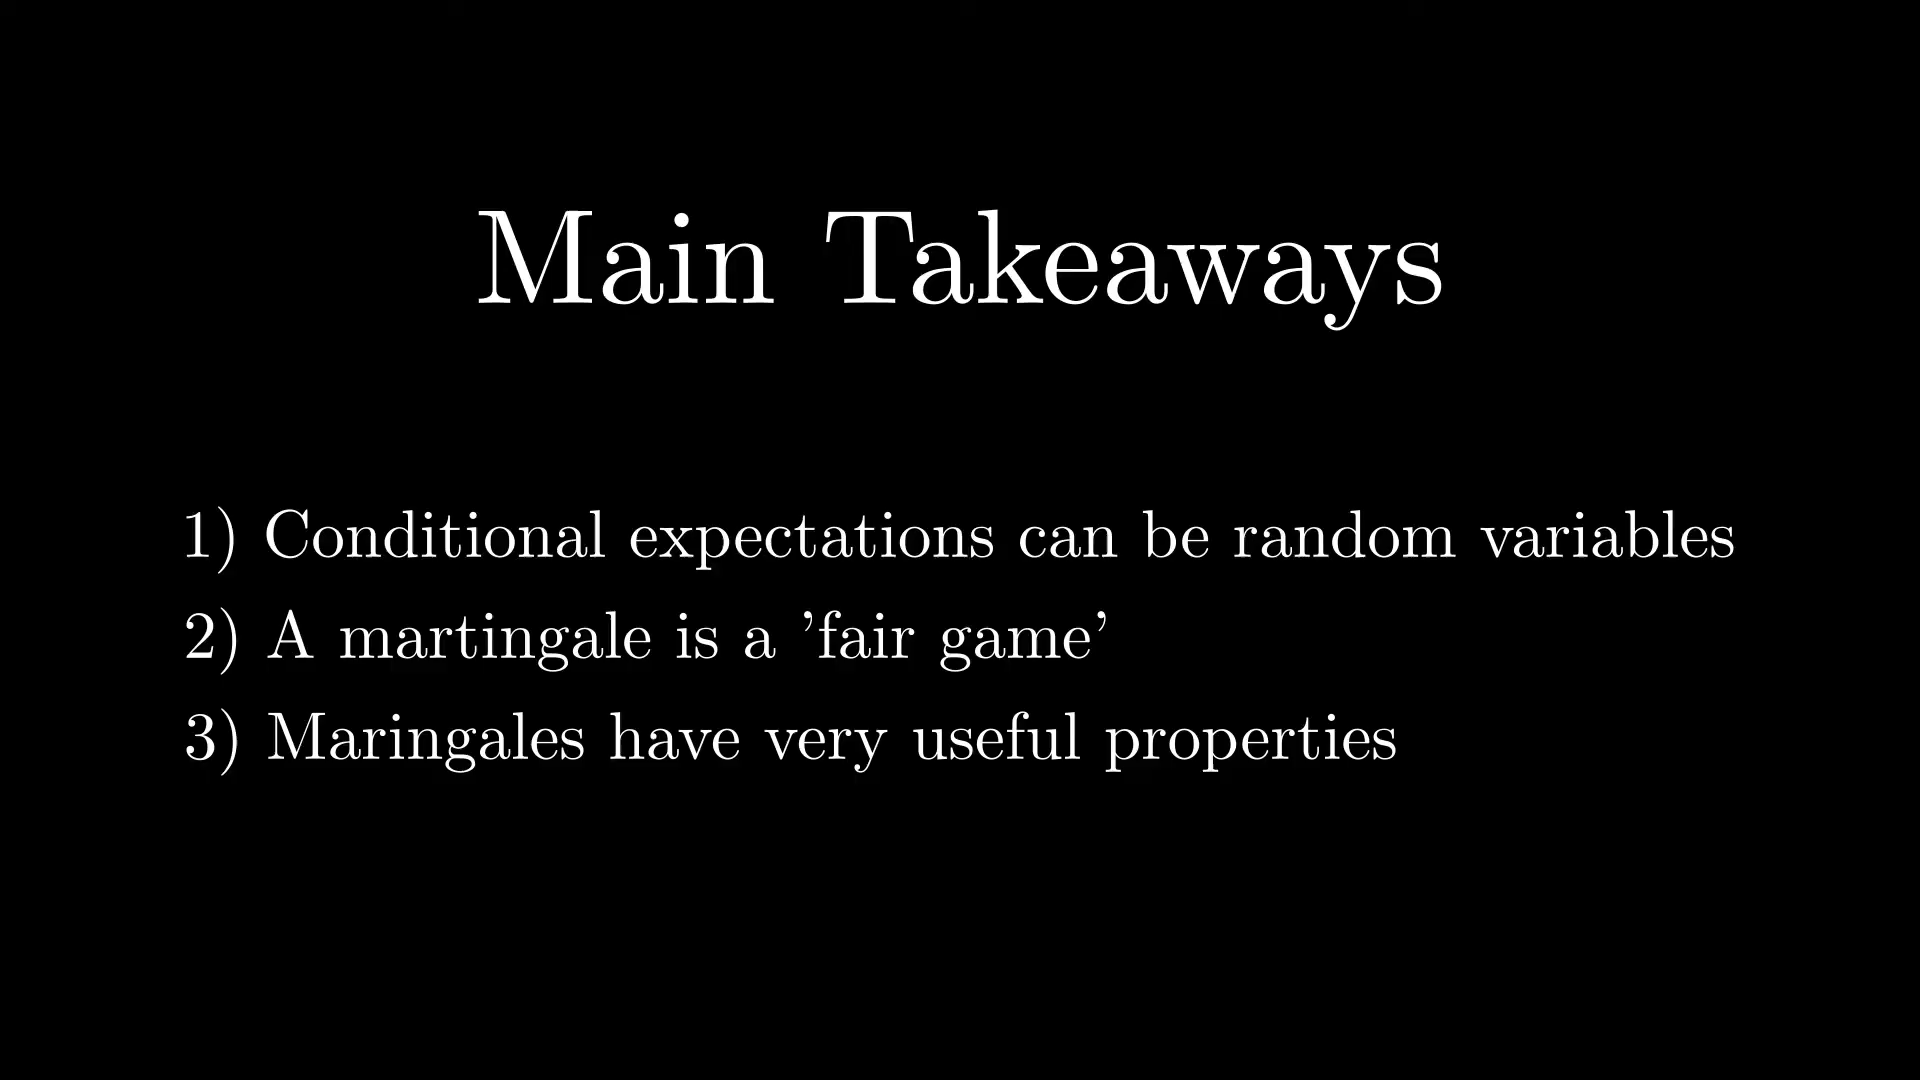 Main Takeaways
1) Conditional expectations can be random variables
2) A martingale is a ’fair game’
3) Maringales have very useful properties